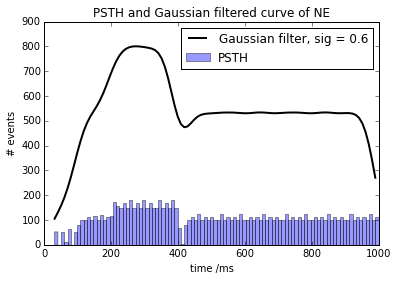 PSTH and Gaussian filtered curve of NE
900
800
700
600
500
400
300
200
100
0
# events
Gaussian filter, sig = 0.6
PSTH
0 200 400 600 800 1000
time /ms